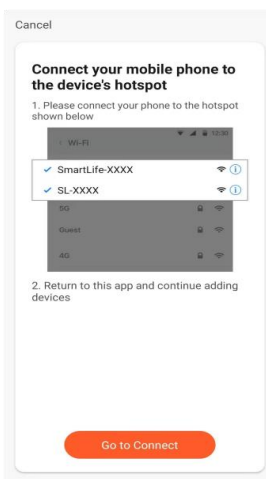 Cancel
Connect your mobile phone to
the device's hotspot
1. Please connect your phone to the hotspot
shown below
10:30
Wi-Fi
SmartLife-XXXX
SL-XXXX
5G
Guest
4G
2. Return to this app and continue adding
devices
Go to Connect